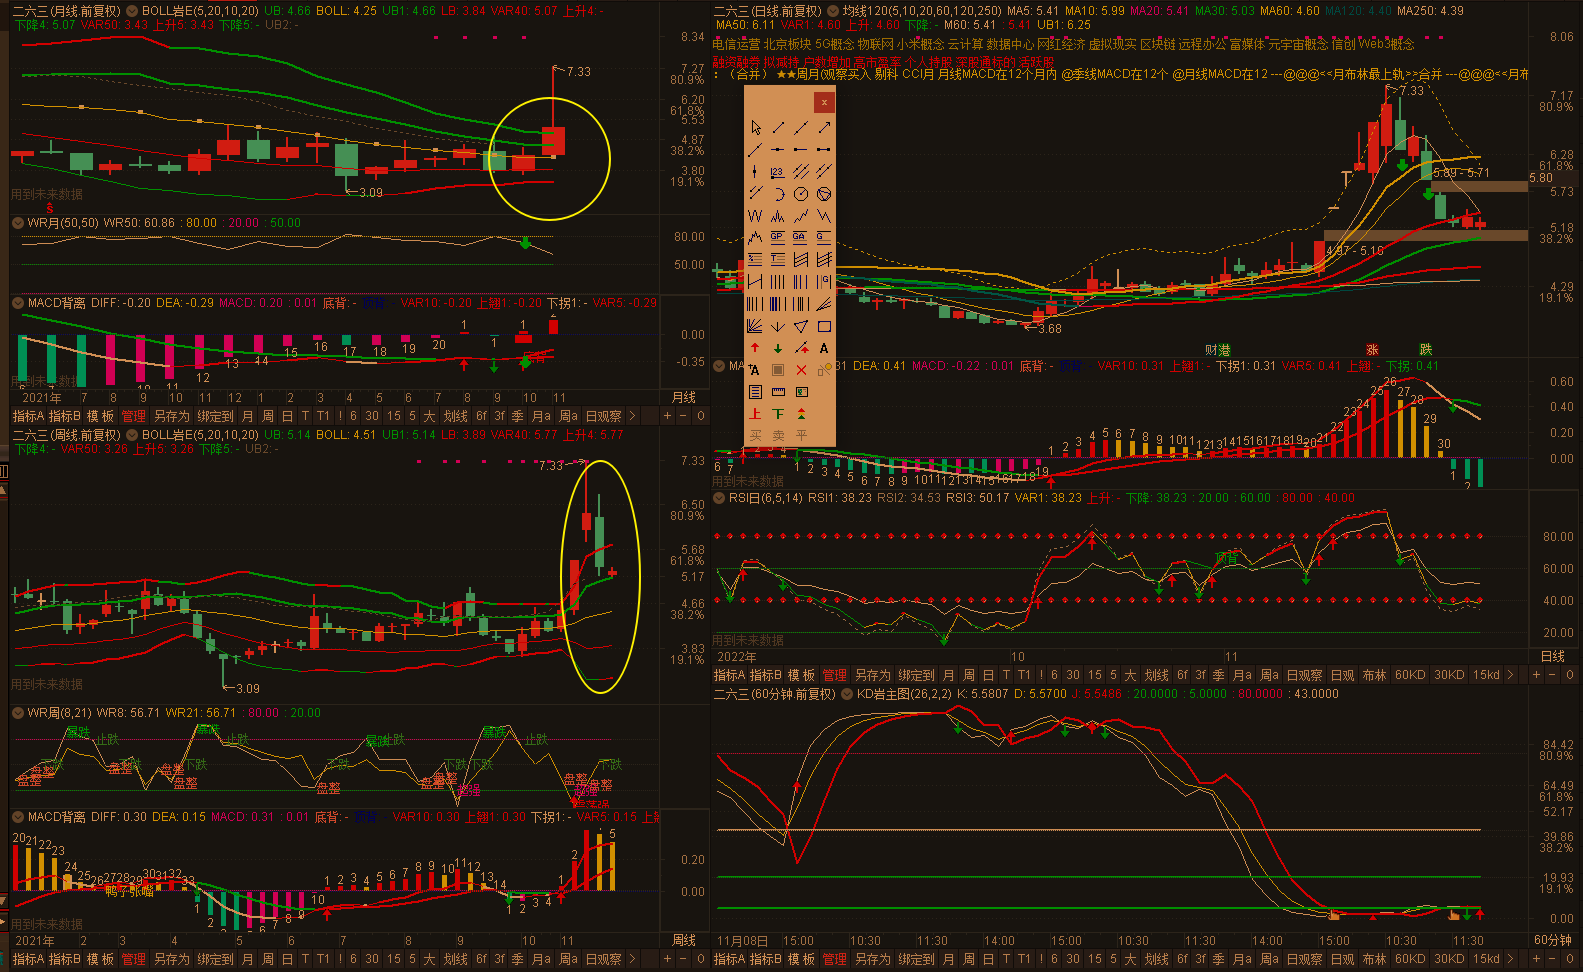 二六三(月线.前复权) BOLL岩E(5,20,10,20) UB: 4.66 BOLL: 4.25 UB1: 4.66 LB: 3.84 VAR40: 5.07 上升4: -
下降4: 5.07 VAR50: 3.43 上升5: 3.43 下降5: - UB2: -
8.34
7.33
7.27
80.9%
6.20
61.8%
5.53
4.87
38.2%
3.80
19.1%
3.09
用到未来数据
WR月(50,50) WR50: 60.86 : 80.00 : 20.00 : 50.00
80.00
50.00
MACD背离 DIFF: -0.20 DEA: -0.29 MACD: 0.20 : 0.01 底背: - 顶背: - VAR10: -0.20 上翘1: -0.20 下拐1: - VAR5: -0.29
0.00
-0.35
9 10 11 12 13 14 15 16 17 18 19 20 1 1 1 2
用到未来数据
2021年 7 8 9 10 11 12 1 2 3 4 5 6 7 8 9 10 11 月线
指标A 指标B 模 板 管理 另存为 绑定到 月 周 日 T T1 ! 6 30 15 5 大 划线 6f 3f 季 月a 周a 日观察 > + - 0
二六三(周线.前复权) BOLL岩E(5,20,10,20) UB: 5.14 BOLL: 4.51 UB1: 5.14 LB: 3.89 VAR40: 5.77 上升4: 5.77
下降4: - VAR50: 3.26 上升5: 3.26 下降5: - UB2: -
7.33
7.33
6.50
80.9%
5.68
61.8%
5.17
4.66
38.2%
3.83
19.1%
3.09
用到未来数据
WR周(8,21) WR8: 56.71 WR21: 56.71 : 80.00 : 20.00
暴跌 止跌 暴跌 止跌 暴跌 止跌 暴跌 止跌
下跌 盘整 盘整 下跌 盘整 盘整 下跌 盘整 下跌 下跌 盘整 盘整 超强 下跌 盘整 盘整
MACD背离 DIFF: 0.30 DEA: 0.15 MACD: 0.31 : 0.01 底背: - 顶背: - VAR10: 0.30 上翘1: 0.30 下拐1: - VAR5: 0.15
20 21 22 23 24 25 26 27 28 29 30 31 32 33 1 2 3 4 5 6 7 8 9 10 1 2 3 4 5 6 7 8 9 10 11 12 13 14 1 2 3 4 1 2 5
鸭子张嘴
0.20
0.00
用到未来数据
2021年 2 3 4 5 6 7 8 9 10 11 周线
指标A 指标B 模 板 管理 另存为 绑定到 月 周 日 T T1 ! 6 30 15 5 大 划线 6f 3f 季 月a 周a 日观察 > + - 0
二六三(日线.前复权) 均线120(5,10,20,60,120,250) MA5: 5.41 MA10: 5.99 MA20: 5.41 MA30: 5.03 MA60: 4.60 MA120: 4.40 MA250: 4.39
MA50: 6.11 VAR1: 4.60 上升: 4.60 下降: - M60: 5.41 : 5.41 UB1: 6.25
电信运营 北京板块 5G概念 物联网 小米概念 云计算 数据中心 网红经济 虚拟现实 区块链 远程办公 富媒体 元宇宙概念 信创 Web3概念
融资融券 拟减持 户数增加 高市盈率 个人持股 深股通标的 活跃股
: （合并） ★★周月(观察买入 剔科 CCI月 月线MACD在12个月内 @季线MACD在12个 @月线MACD在12 ---@@@<<月布林最上轨>>合并 ---@@@<<月布
8.06
7.33
7.17
80.9%
6.28
61.8%
5.80
5.73
5.18
38.2%
4.29
19.1%
5.89 - 5.71
4.97 - 5.10
3.68
财 港 涨 跌
x
123
GP GA G
A
A
上 下
买 卖 平
DEA: 0.41 MACD: -0.22 : 0.01 底背: - 顶背: - VAR10: 0.31 上翘1: - 下拐1: 0.31 VAR5: 0.41 上翘: - 下拐: 0.41
0.60
0.40
0.20
0.00
用到未来数据
RSI日(6,5,14) RSI1: 38.23 RSI2: 34.53 RSI3: 50.17 VAR1: 38.23 上升: - 下降: 38.23 : 20.00 : 60.00 : 80.00 : 40.00
顶背
80.00
60.00
40.00
20.00
用到未来数据
2022年 10 11 日线
指标A 指标B 模 板 管理 另存为 绑定到 月 周 日 T T1 ! 6 30 15 5 大 划线 6f 3f 季 月a 周a 日观察 日观 布林 60KD 30KD 15kd > + - 0
二六三(60分钟.前复权) KD岩主图(26,2,2) K: 5.5807 D: 5.5700 J: 5.5486 : 20.0000 : 5.0000 : 80.0000 : 43.0000
84.42
80.9%
64.49
61.8%
52.17
39.86
38.2%
19.93
19.1%
0.00
11月08日 15:00 10:30 11:30 14:00 15:00 10:30 11:30 14:00 15:00 10:30 11:30 60分钟
指标A 指标B 模 板 管理 另存为 绑定到 月 周 日 T T1 ! 6 30 15 5 大 划线 6f 3f 季 月a 周a 日观察 日观 布林 60KD 30KD 15kd > + - 0